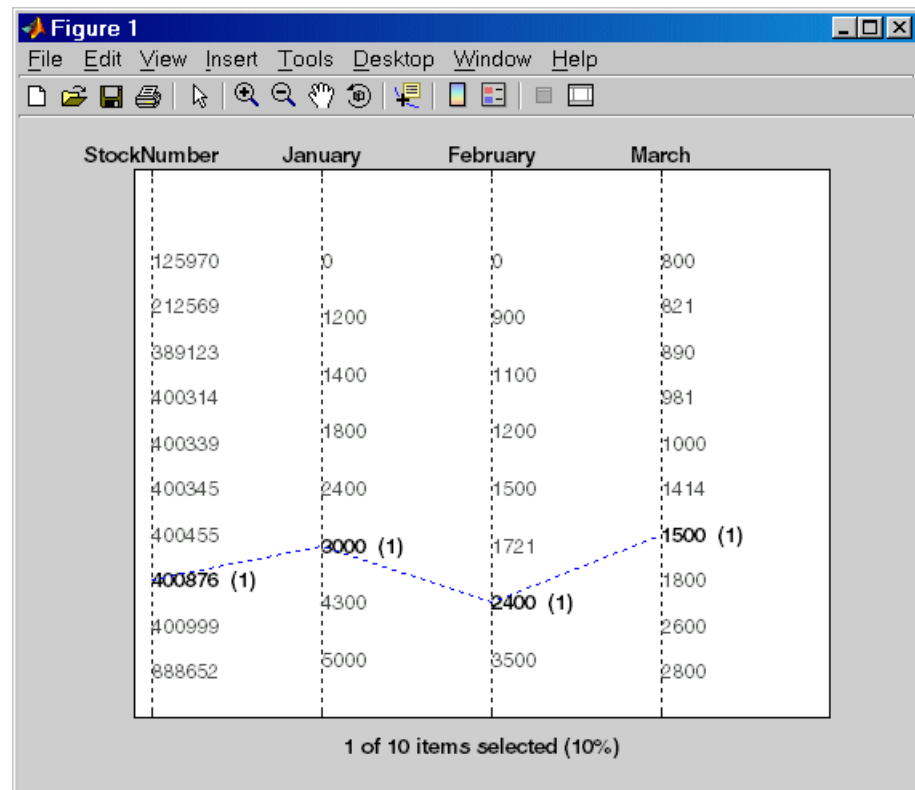 Figure 1
File Edit View Insert Tools Desktop Window Help
StockNumber January February March
125970 0 0 800
212569 1200 900 821
389123 1400 1100 890
400314 1800 1200 981
400339 2400 1500 1000
400345 3000 (1) 1721 1414
400455 4300 2400 (1) 1500 (1)
400876 (1) 5000 3500 1800
400999 2600
888652 2800
1 of 10 items selected (10%)